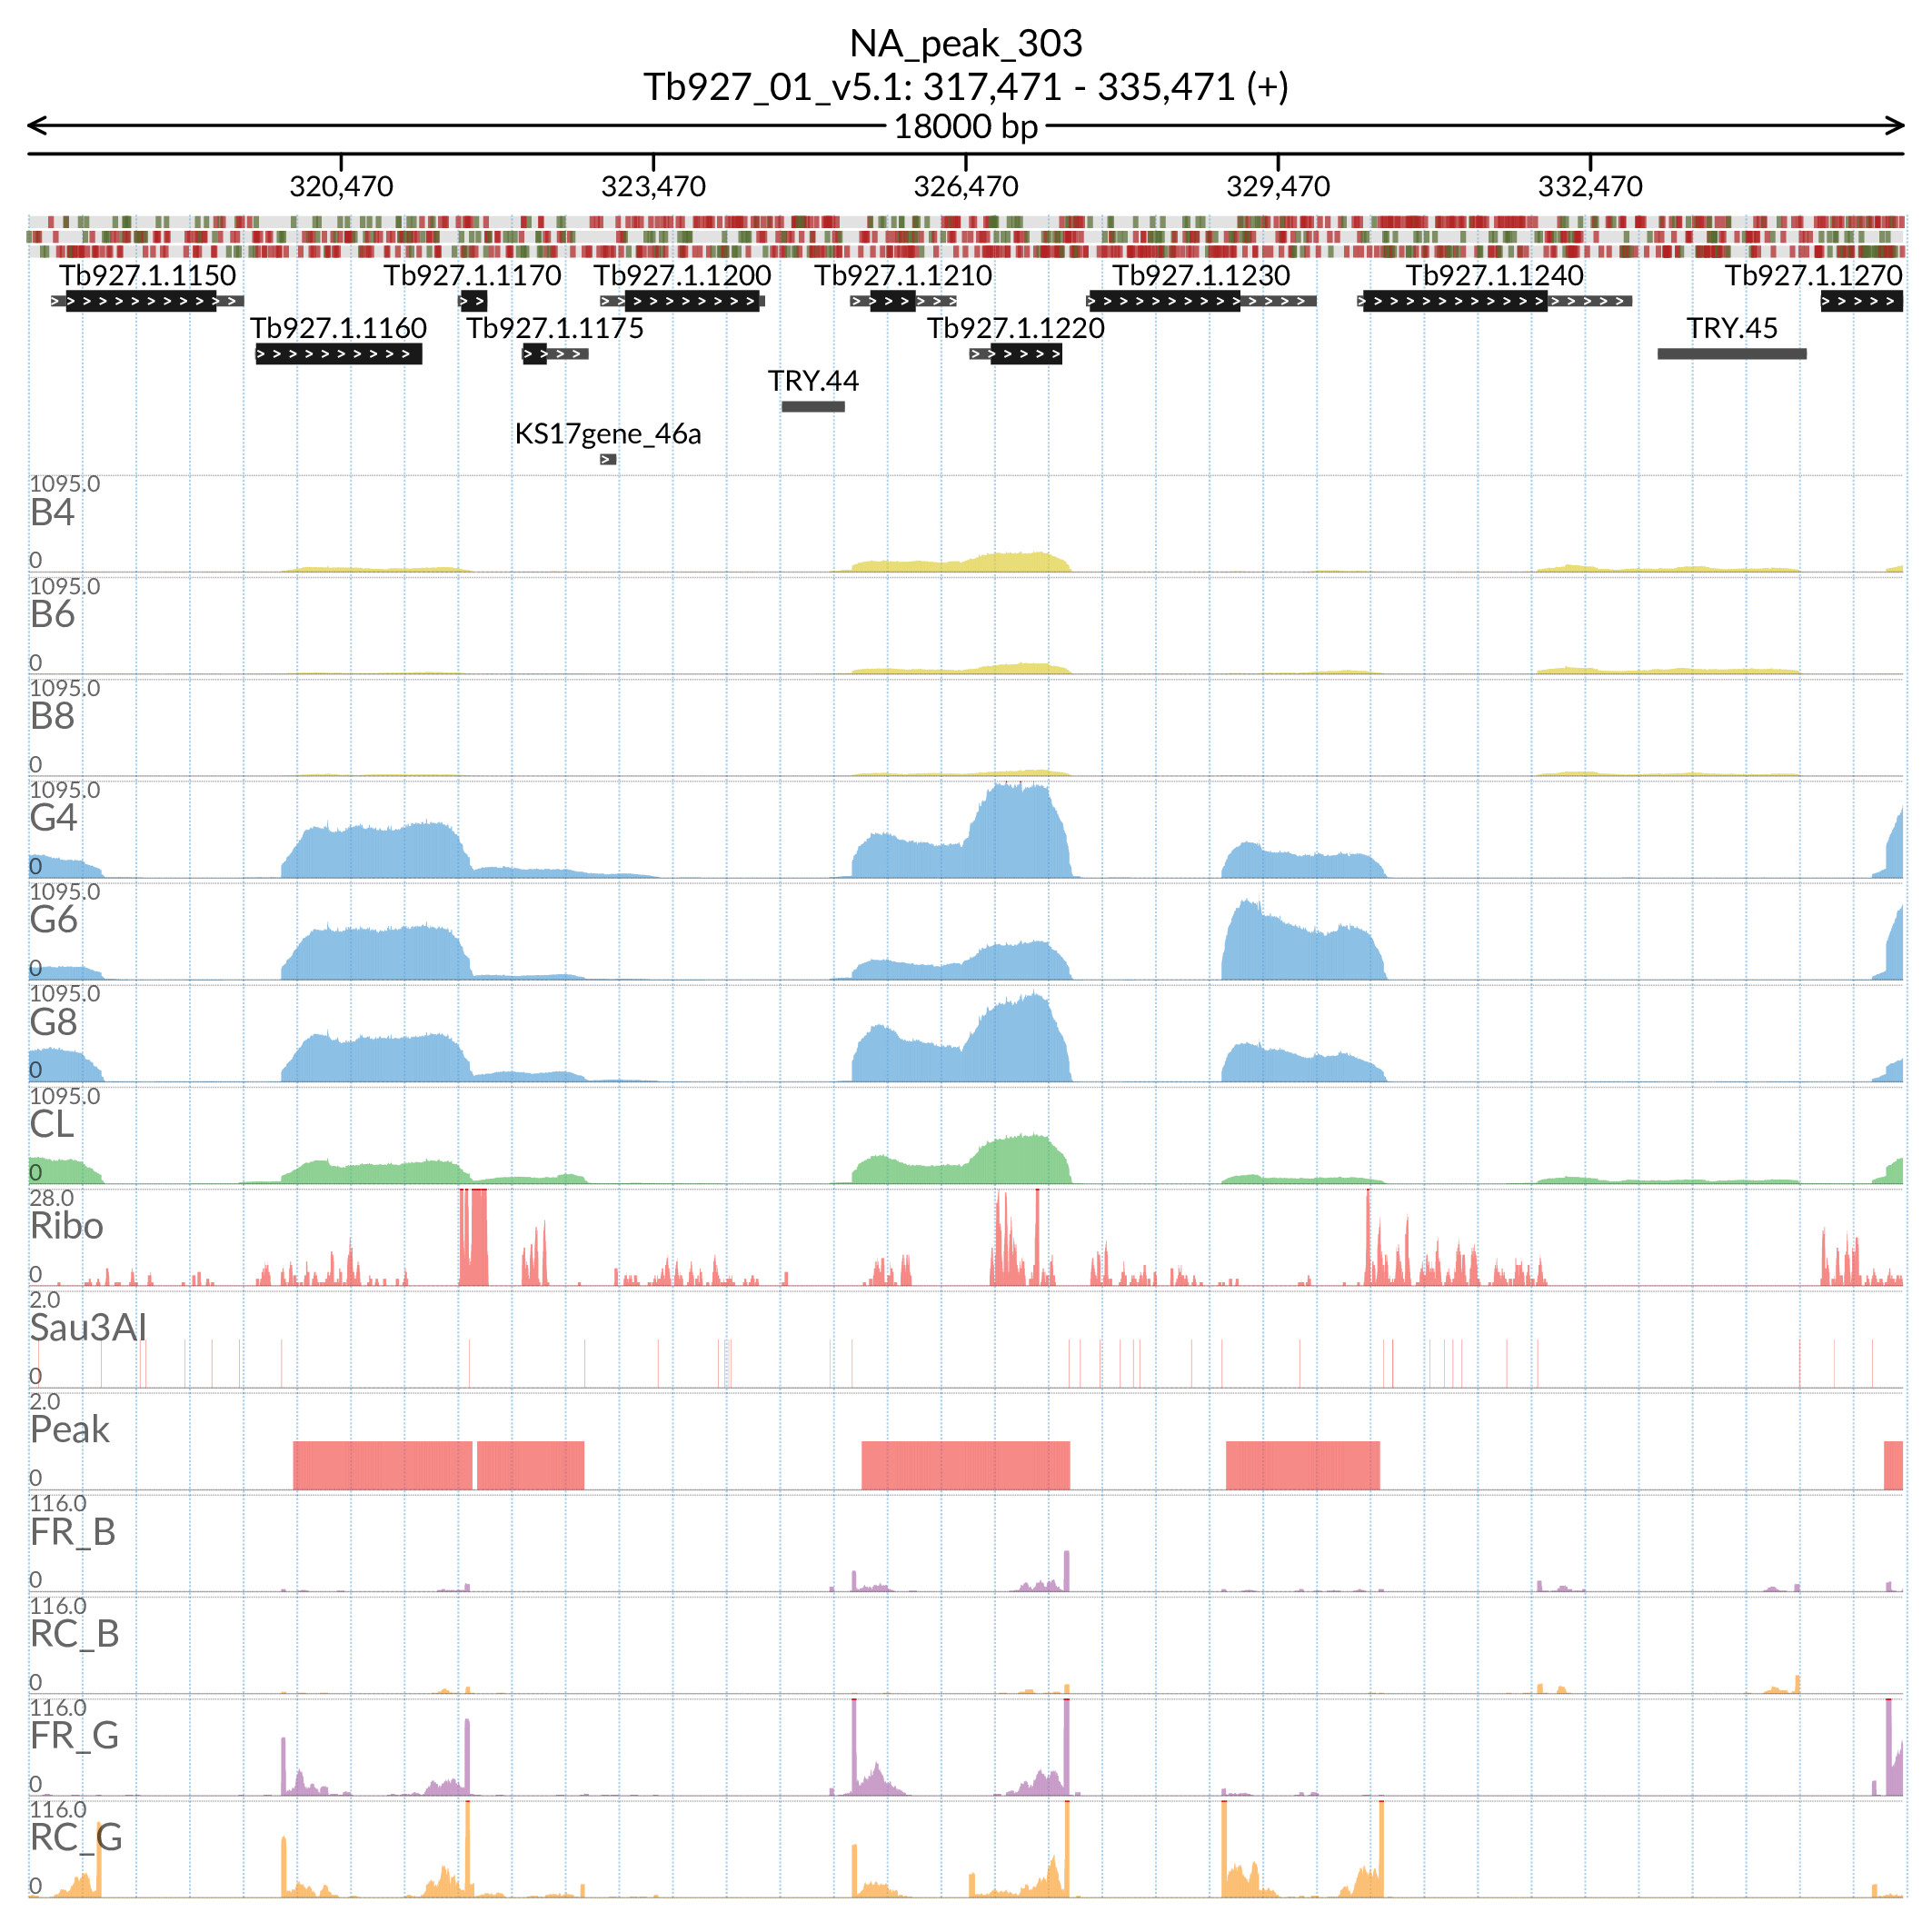 NA_peak_303
Tb927_01_v5.1: 317,471 - 335,471 (+)
18000 bp
320,470 323,470 326,470 329,470 332,470
Tb927.1.1150 Tb927.1.1170 Tb927.1.1200 Tb927.1.1210 Tb927.1.1230 Tb927.1.1240 Tb927.1.1270
Tb927.1.1160 Tb927.1.1175 Tb927.1.1220 TRY.45
TRY.44
KS17gene_46a
1095.0
B4
0
1095.0
B6
0
1095.0
B8
0
1095.0
G4
0
1095.0
G6
0
1095.0
G8
0
1095.0
CL
0
28.0
Ribo
0
2.0
Sau3AI
0
2.0
Peak
0
116.0
FR_B
0
116.0
RC_B
0
116.0
FR_G
0
116.0
RC_G
0